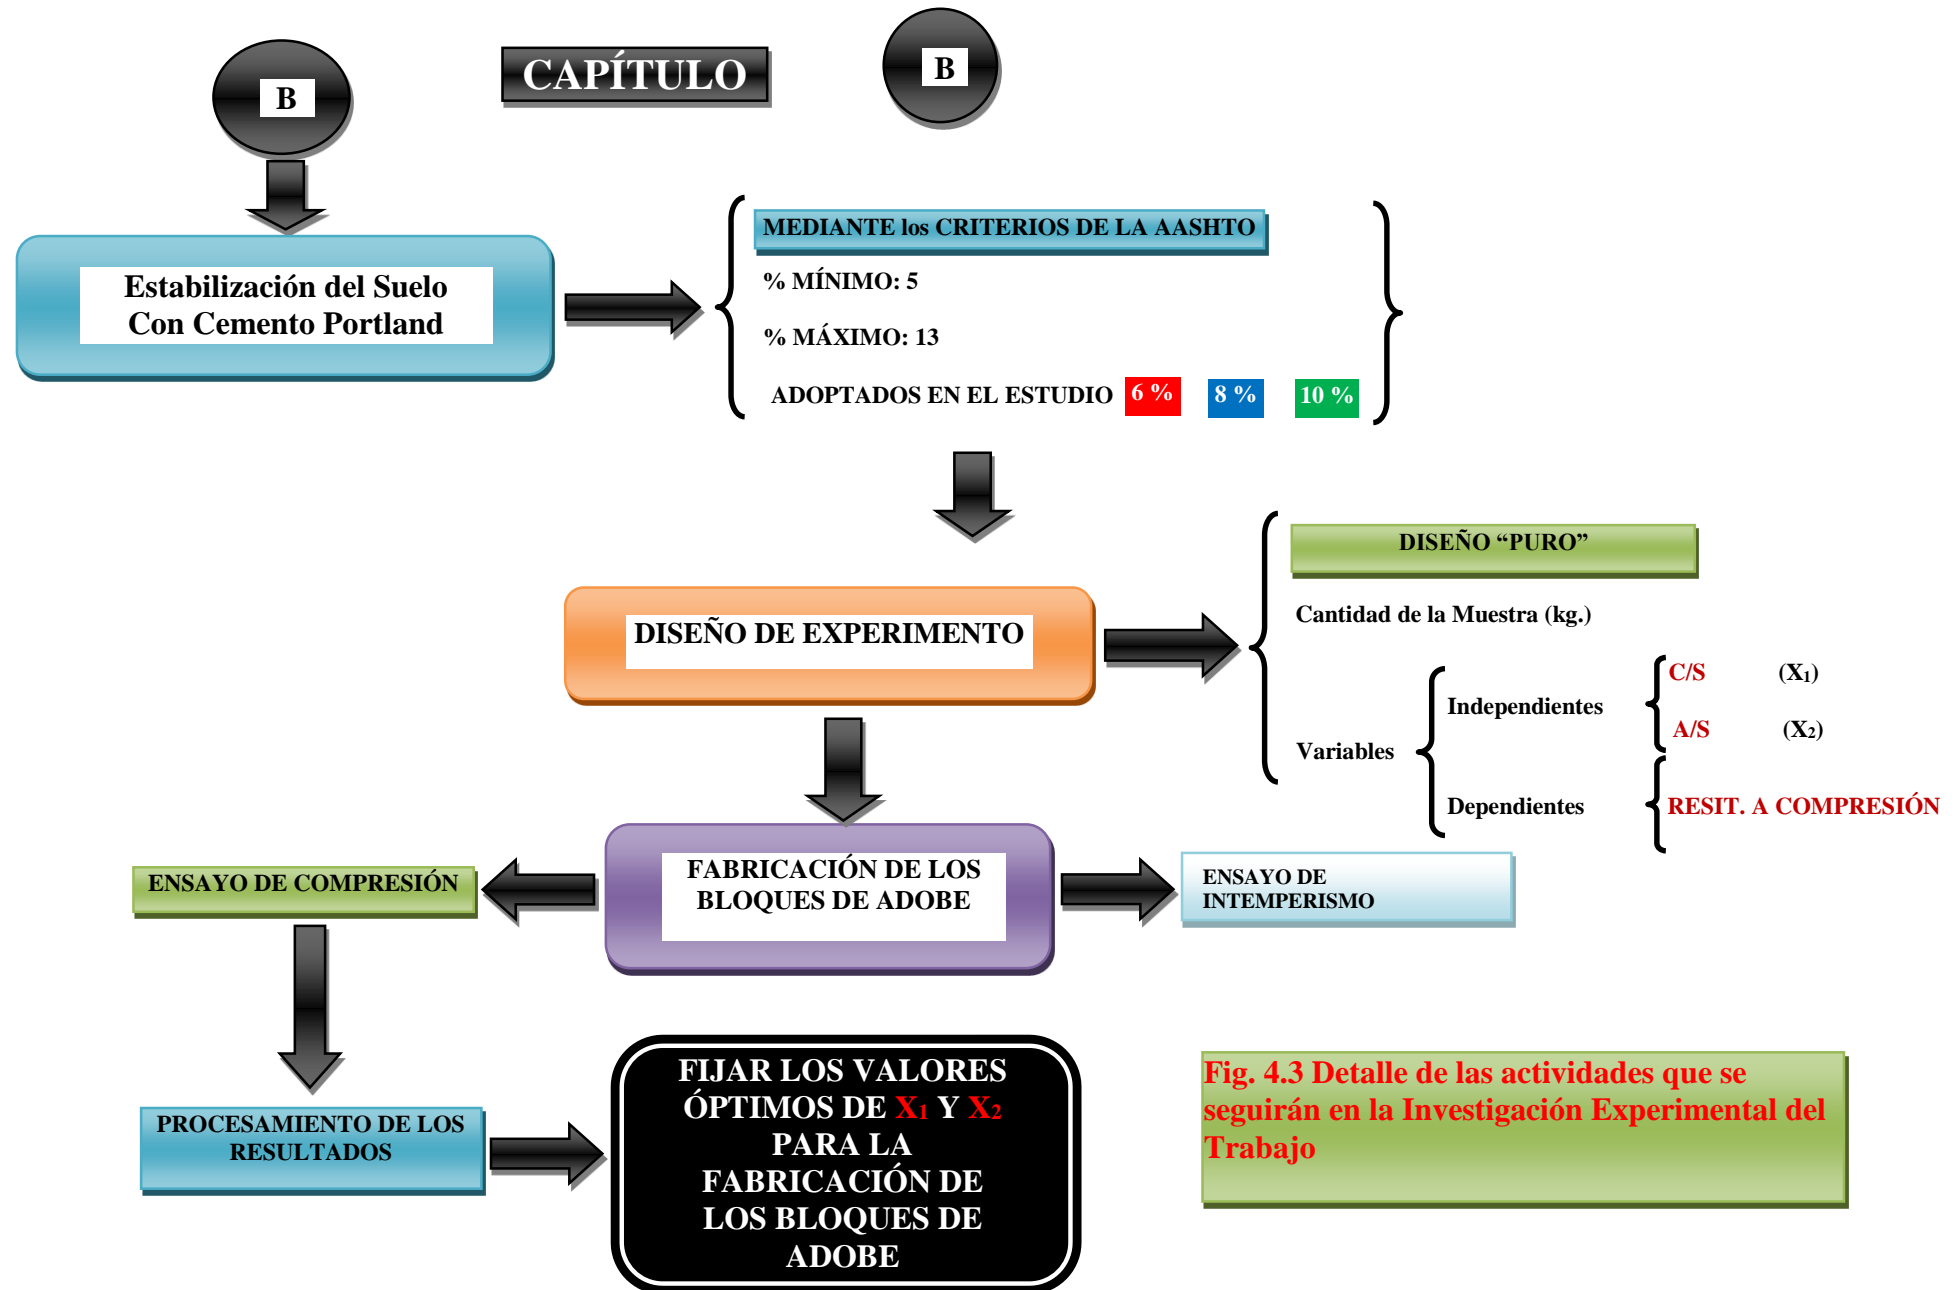 B
CAPÍTULO
B
Estabilización del Suelo
Con Cemento Portland
MEDIANTE los CRITERIOS DE LA AASHTO
% MÍNIMO: 5
% MÁXIMO: 13
ADOPTADOS EN EL ESTUDIO 6 % 8 % 10 %
DISEÑO DE EXPERIMENTO
DISEÑO “PURO”
Cantidad de la Muestra (kg.)
Variables
Independientes
C/S (X₁)
A/S (X₂)
Dependientes
RESIT. A COMPRESIÓN
FABRICACIÓN DE LOS
BLOQUES DE ADOBE
ENSAYO DE COMPRESIÓN
ENSAYO DE
INTEMPERISMO
PROCESAMIENTO DE LOS
RESULTADOS
FIJAR LOS VALORES
ÓPTIMOS DE X₁ Y X₂
PARA LA
FABRICACIÓN DE
LOS BLOQUES DE
ADOBE
Fig. 4.3 Detalle de las actividades que se
seguirán en la Investigación Experimental del
Trabajo